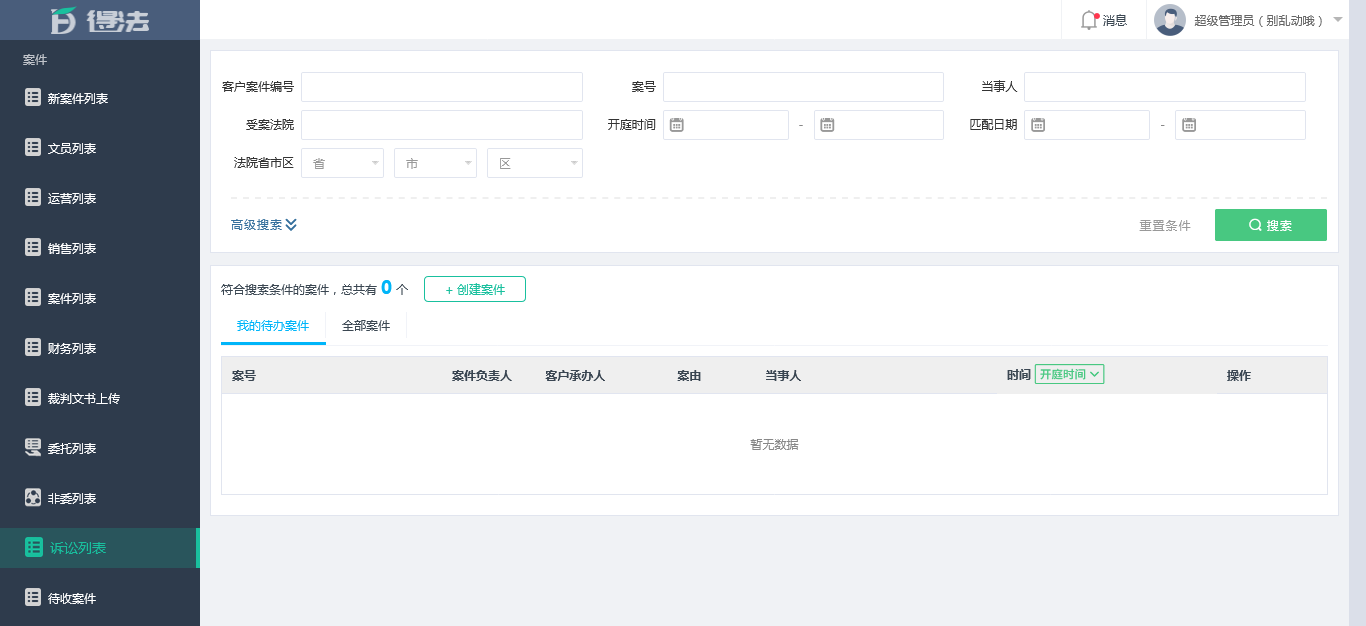 得法
消息
超级管理员（别乱动哦）
案件
新案件列表
文员列表
运营列表
销售列表
案件列表
财务列表
裁判文书上传
委托列表
非委列表
诉讼列表
待收案件
客户案件编号 案号 当事人
受案法院 开庭时间 - 匹配日期 -
法院省市区 省 市 区
高级搜索 重置条件 搜索
符合搜索条件的案件，总共有 0 个 + 创建案件
我的待办案件 全部案件
案号 案件负责人 客户承办人 案由 当事人 时间 开庭时间 操作
暂无数据